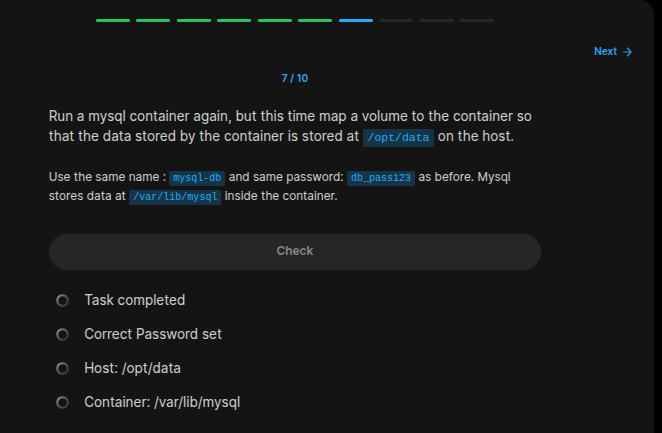 Next →
7 / 10
Run a mysql container again, but this time map a volume to the container so
that the data stored by the container is stored at /opt/data on the host.
Use the same name : mysql-db and same password: db_pass123 as before. Mysql
stores data at /var/lib/mysql inside the container.
Check
Task completed
Correct Password set
Host: /opt/data
Container: /var/lib/mysql